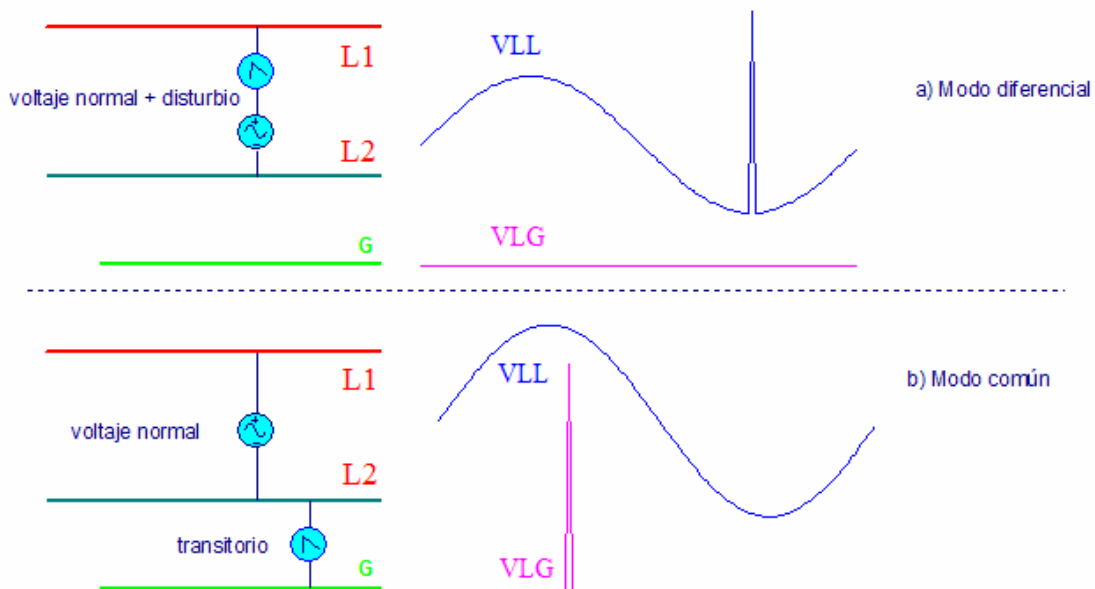 L1
VLL
voltaje normal + disturbio
a) Modo diferencial
L2
G
VLG
L1
VLL
b) Modo común
voltaje normal
L2
transitorio
G
VLG